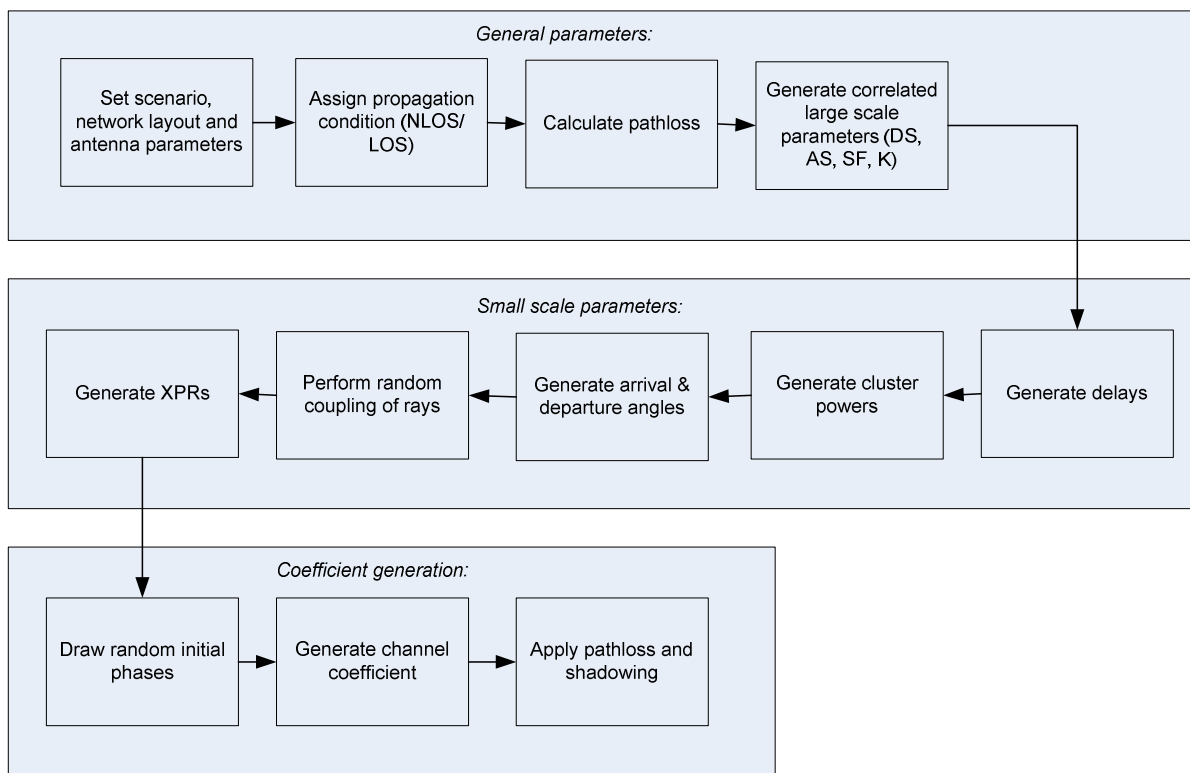 General parameters:
Set scenario,
network layout and
antenna parameters
Assign propagation
condition (NLOS/
LOS)
Calculate pathloss
Generate correlated
large scale
parameters (DS,
AS, SF, K)
Small scale parameters:
Generate XPRs
Perform random
coupling of rays
Generate arrival &
departure angles
Generate cluster
powers
Generate delays
Coefficient generation:
Draw random initial
phases
Generate channel
coefficient
Apply pathloss and
shadowing